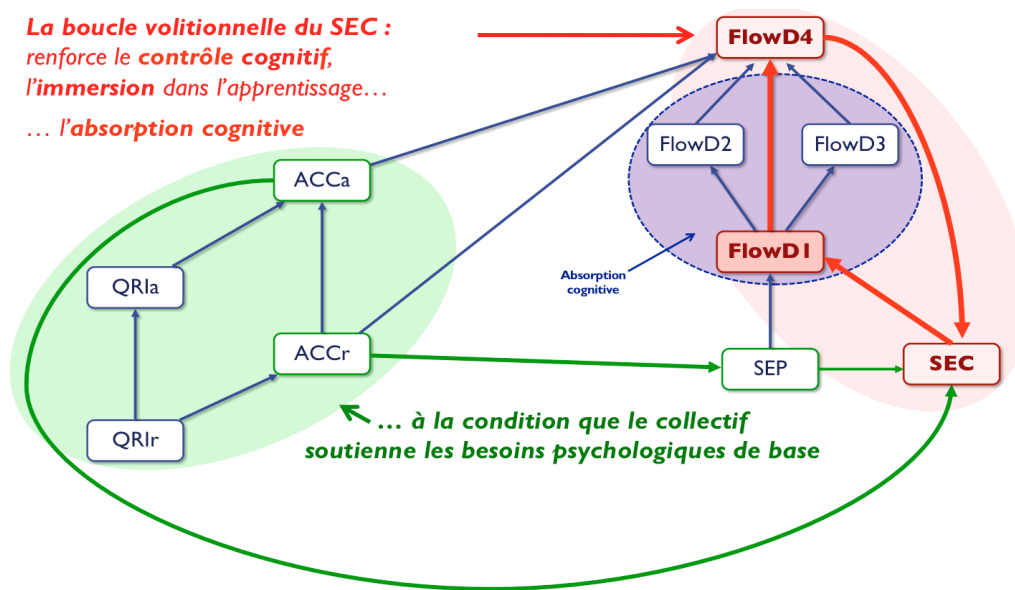 La boucle volitionnelle du SEC :
renforce le contrôle cognitif,
l’immersion dans l’apprentissage…
… l’absorption cognitive
FlowD4
FlowD2
FlowD3
ACCa
FlowD1
QRIa
Absorption
cognitive
ACCr
SEP
SEC
QRIr
… à la condition que le collectif
soutienne les besoins psychologiques de base